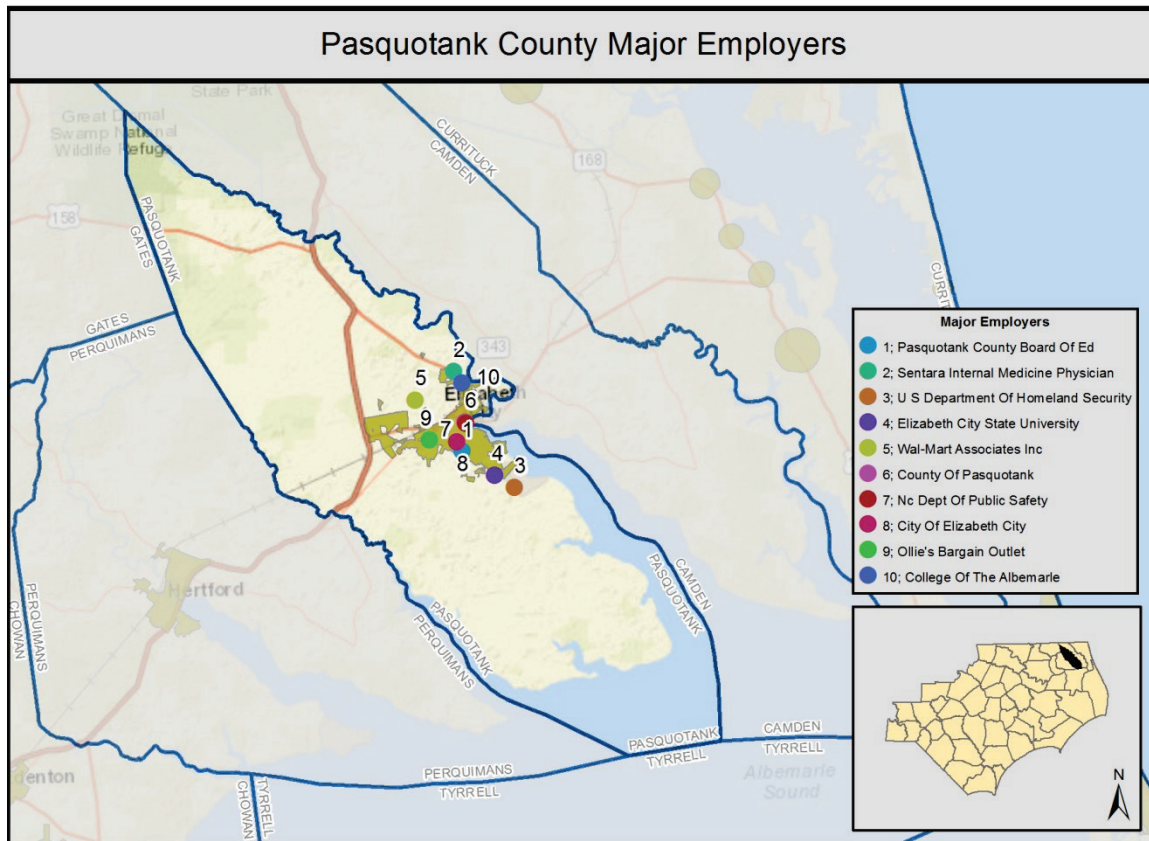 Pasquotank County Major Employers
State Park
Great Dismal
Swamp National
Wildlife Refuge
CURRITUCK
CAMDEN
168
158
PASQUOTANK
GATES
CURRITUCK
GATES
PERQUIMANS
343
2
10
5
Elizabeth
City
6
9
7
1
8
4
3
Major Employers
1; Pasquotank County Board Of Ed
2; Sentara Internal Medicine Physician
3; U S Department Of Homeland Security
4; Elizabeth City State University
5; Wal-Mart Associates Inc
6; County Of Pasquotank
7; Nc Dept Of Public Safety
8; City Of Elizabeth City
9; Ollie's Bargain Outlet
10; College Of The Albemarle
Hertford
PERQUIMANS
CHOWAN
PASQUOTANK
PERQUIMANS
CAMDEN
PASQUOTANK
PASQUOTANK
TYRRELL
CAMDEN
TYRRELL
PERQUIMANS
TYRRELL
TYRRELL
CHOWAN
denton
Albemarle
Sound
N